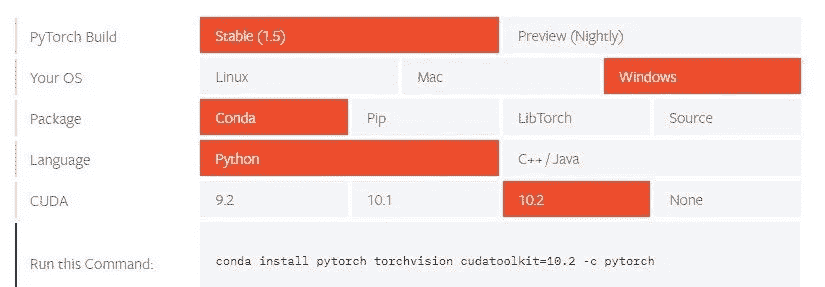 PyTorch Build Stable (1.5) Preview (Nightly)
Your OS Linux Mac Windows
Package Conda Pip LibTorch Source
Language Python C++ / Java
CUDA 9.2 10.1 10.2 None
Run this Command: conda install pytorch torchvision cudatoolkit=10.2 -c pytorch